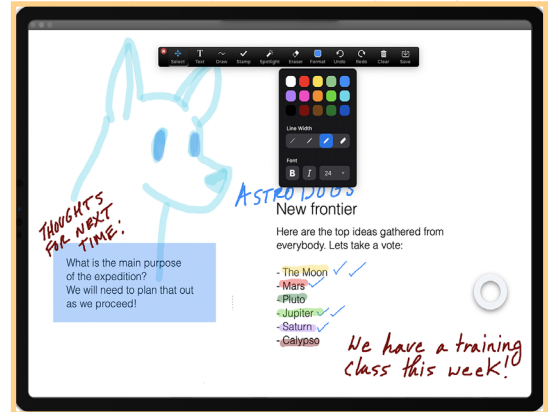 Select Text Draw Stamp Spotlight Eraser Format Undo Redo Clear Save
Line Width
Font
B I 24
ASTRO DOGS
New frontier
Here are the top ideas gathered from
everybody. Lets take a vote:
- The Moon
- Mars
- Pluto
- Jupiter
- Saturn
- Calypso
THOUGHTS
FOR NEXT
TIME:
What is the main purpose
of the expedition?
We will need to plan that out
as we proceed!
We have a training
class this week!